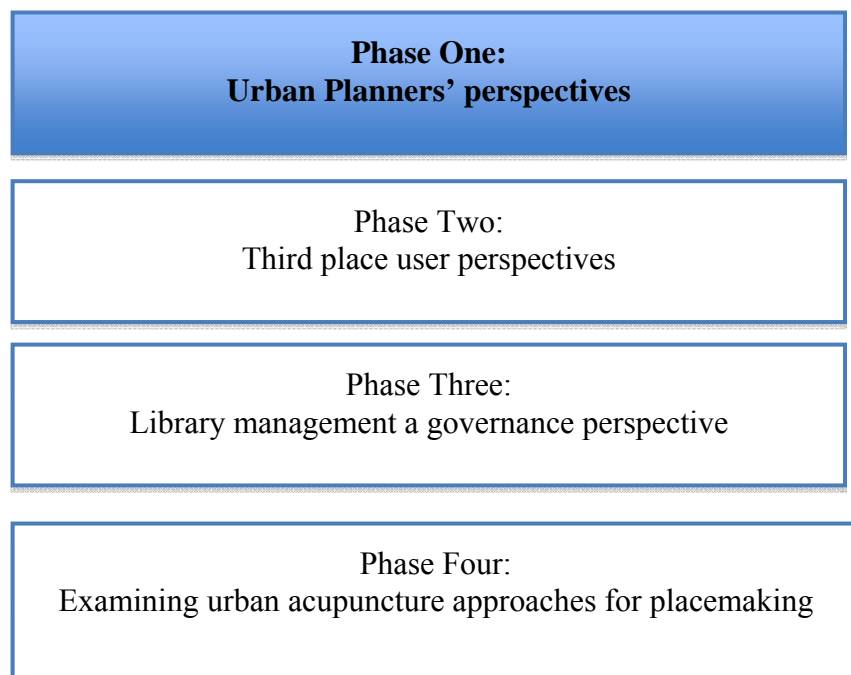 Phase One:
Urban Planners’ perspectives
Phase Two:
Third place user perspectives
Phase Three:
Library management a governance perspective
Phase Four:
Examining urban acupuncture approaches for placemaking